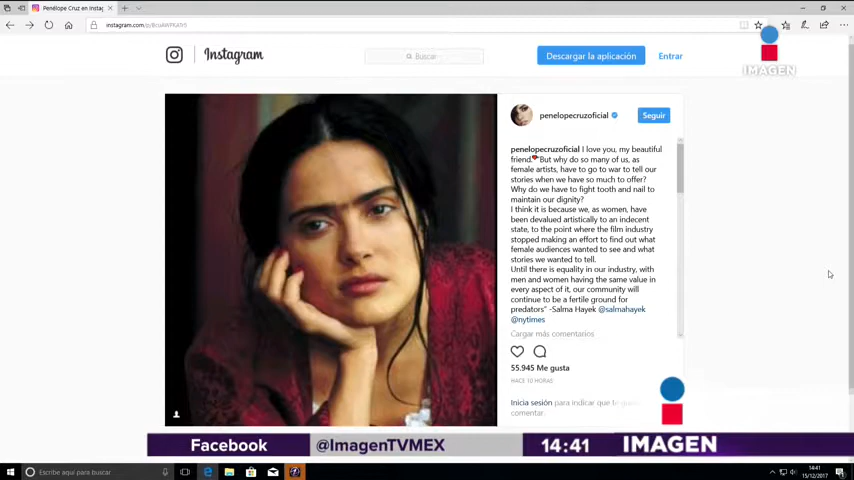 Penélope Cruz en Instag
instagram.com/p/BcuAWPKAtYr
IMAGEN
Instagram
Buscar
Descargar la aplicación
Entrar
penelopecruzoficial
Seguir
penelopecruzoficial I love you, my beautiful
friend. But why do so many of us, as
female artists, have to go to war to tell our
stories when we have so much to offer?
Why do we have to fight tooth and nail to
maintain our dignity?
I think it is because we, as women, have
been devalued artistically to an indecent
state, to the point where the film industry
stopped making an effort to find out what
female audiences wanted to see and what
stories we wanted to tell.
Until there is equality in our industry, with
men and women having the same value in
every aspect of it, our community will
continue to be a fertile ground for
predators" -Salma Hayek @salmahayek
@nytimes
Cargar más comentarios
55.945 Me gusta
HACE 10 HORAS
Inicia sesión para indicar que te gusta o
comentar.
Facebook @ImagenTVMEX 14:41 IMAGEN
Escribe aquí para buscar
14:41
15/12/2017